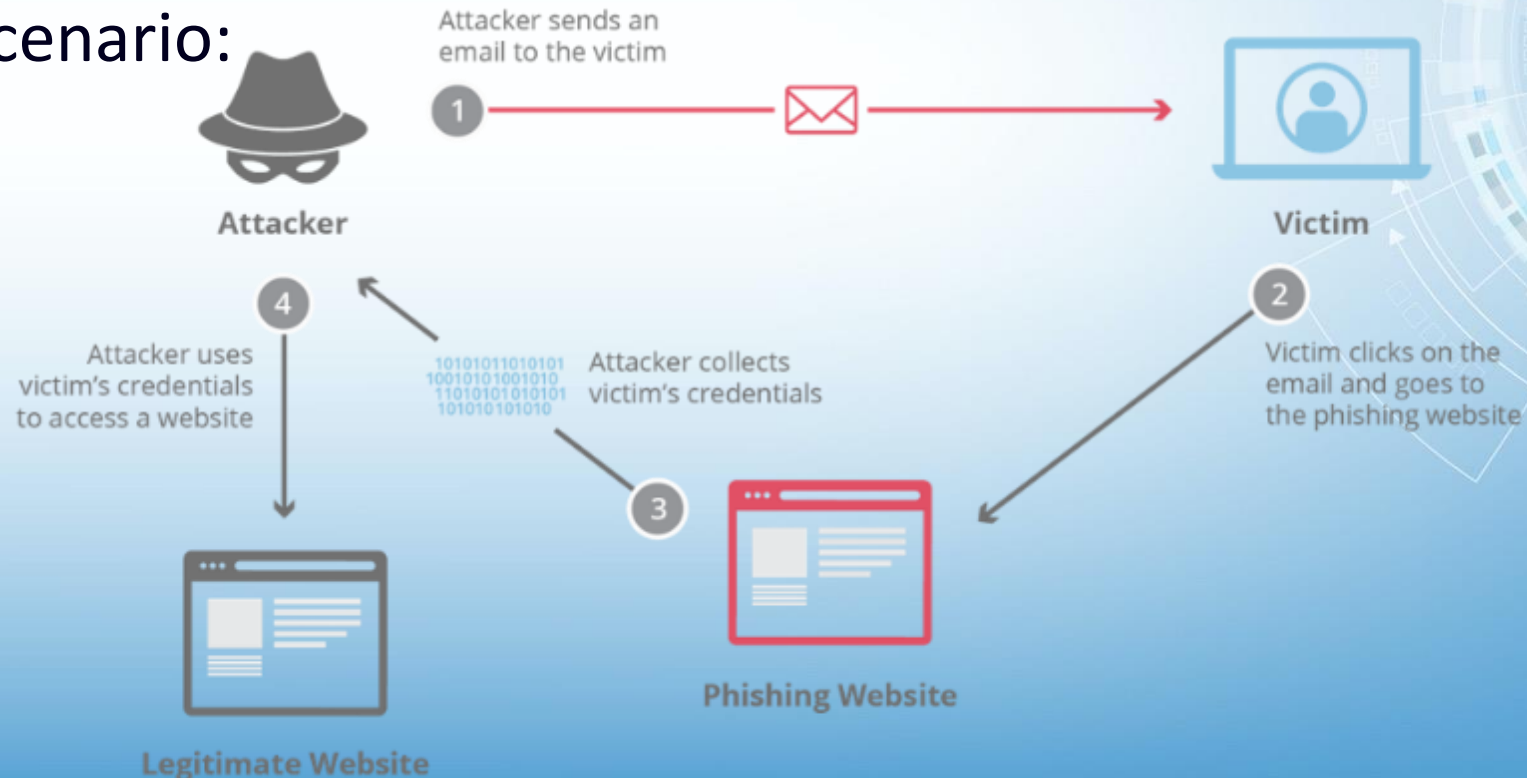 cenario:
Attacker sends an
email to the victim
1
Attacker
Victim
4
2
Attacker uses
victim's credentials
to access a website
10101011010101
10010101001010
11010101010101
101010101010
Attacker collects
victim's credentials
Victim clicks on the
email and goes to
the phishing website
3
Phishing Website
Legitimate Website